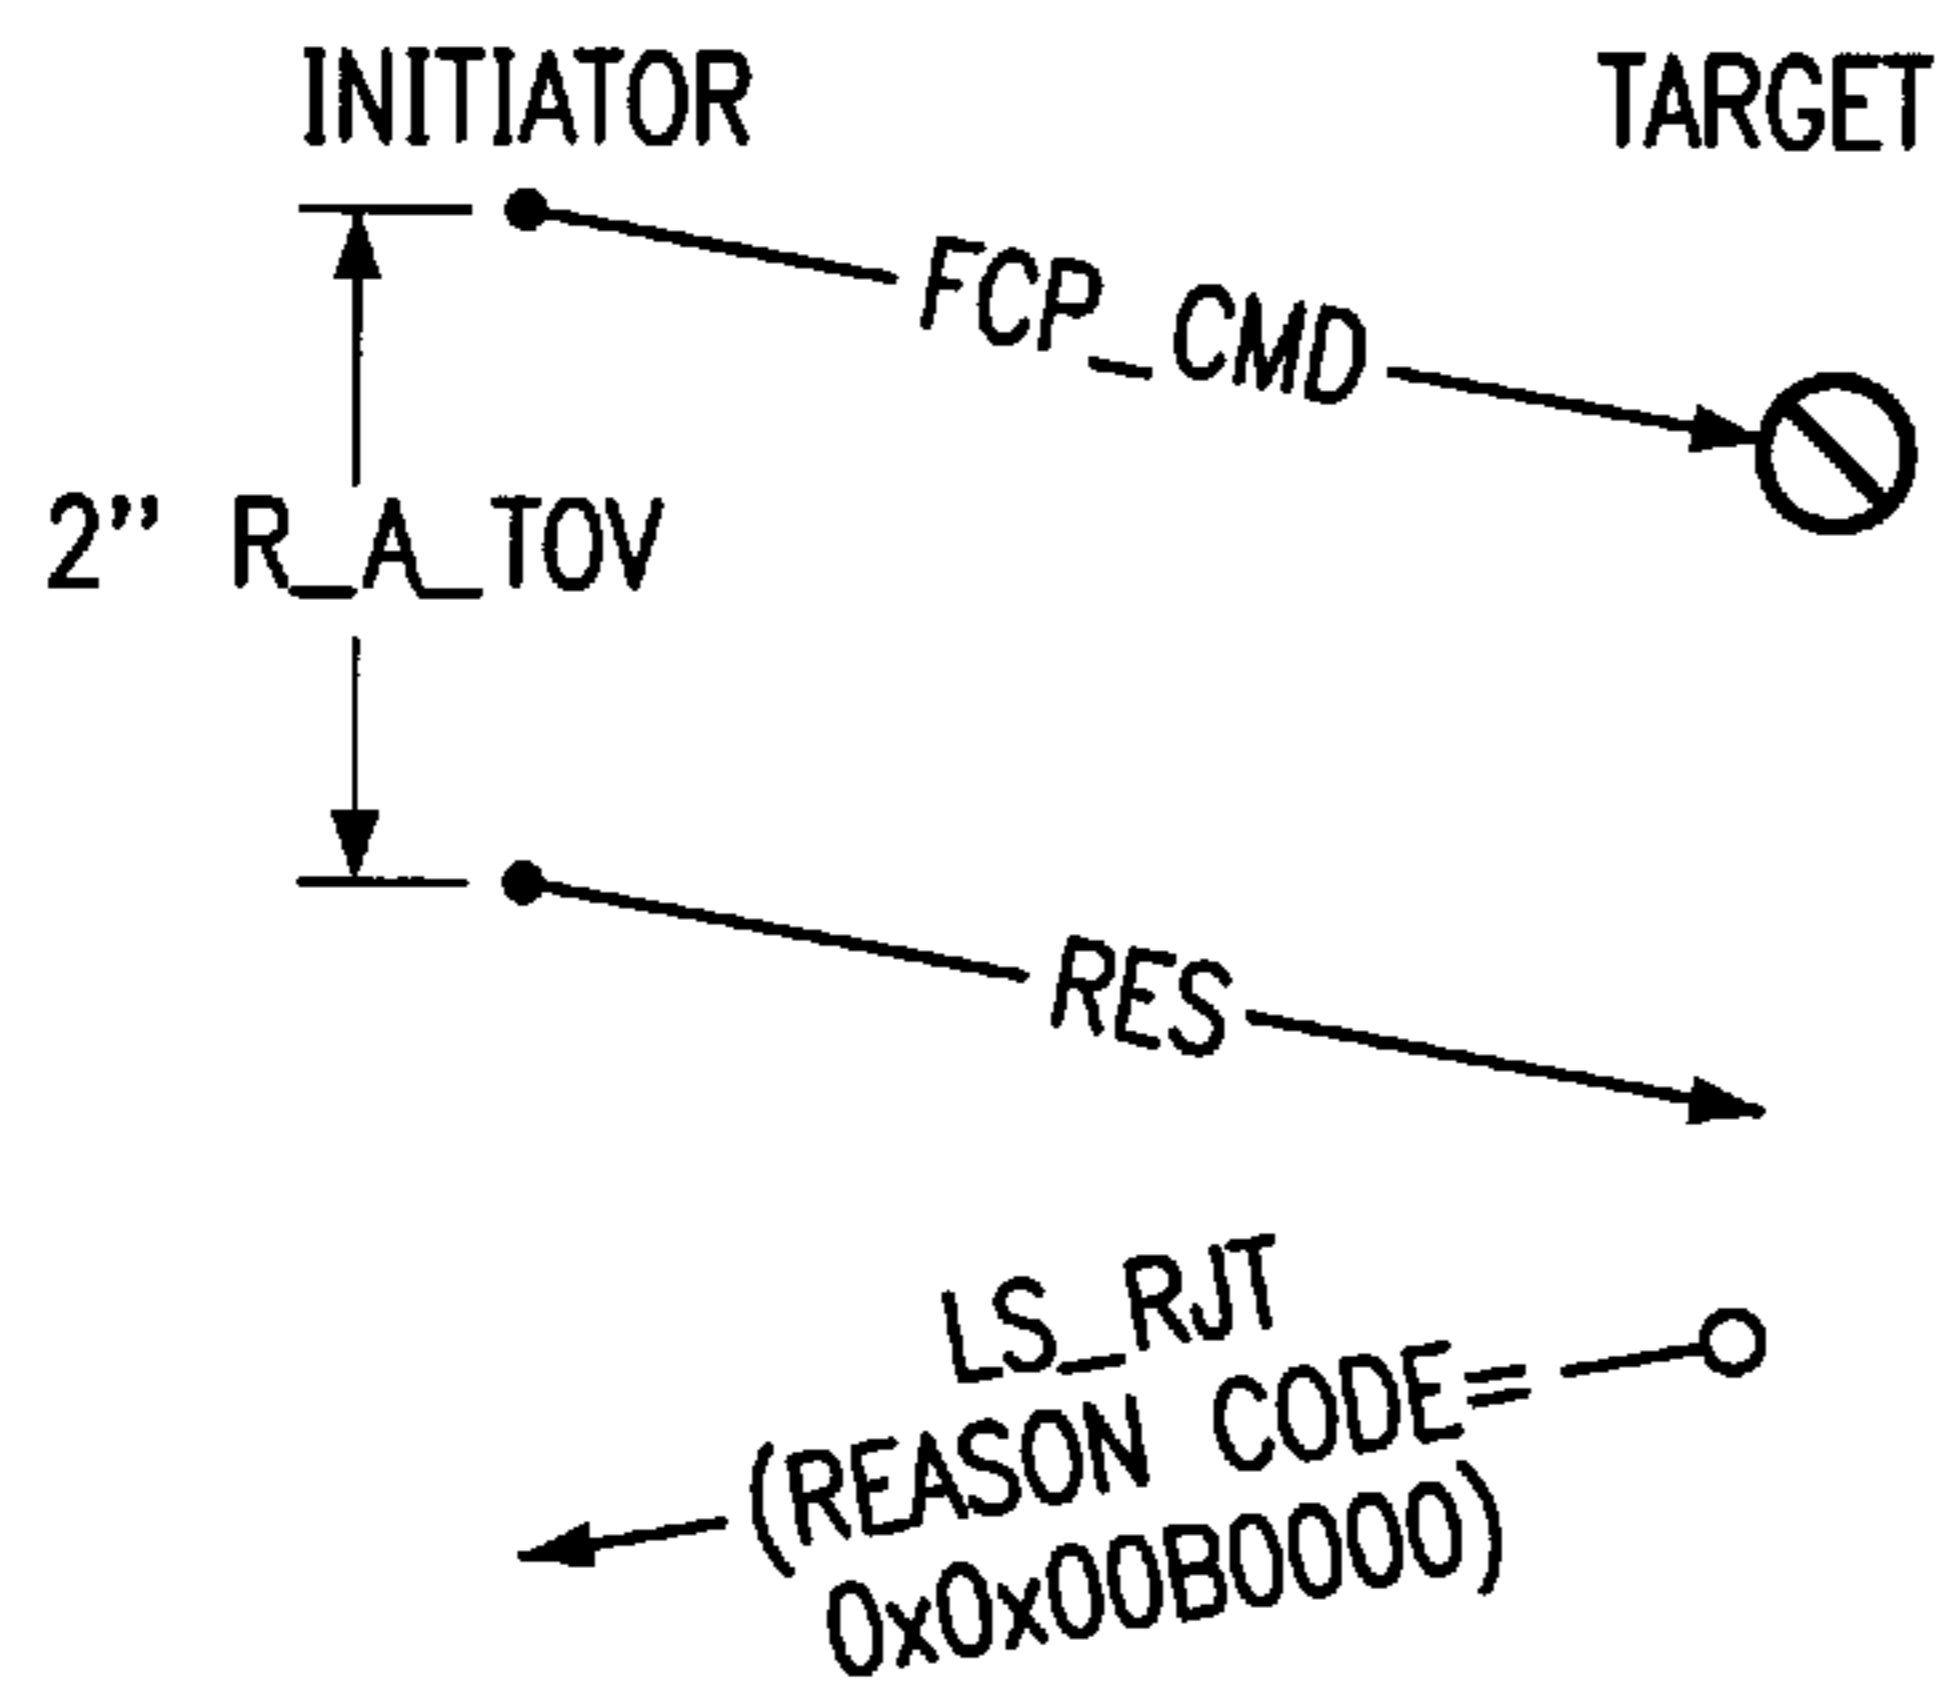 INITIATOR TARGET
FCP_CMD
2” R_A_TOV
RES
LS_RJT
(REASON CODE=
0x0x00B0000)